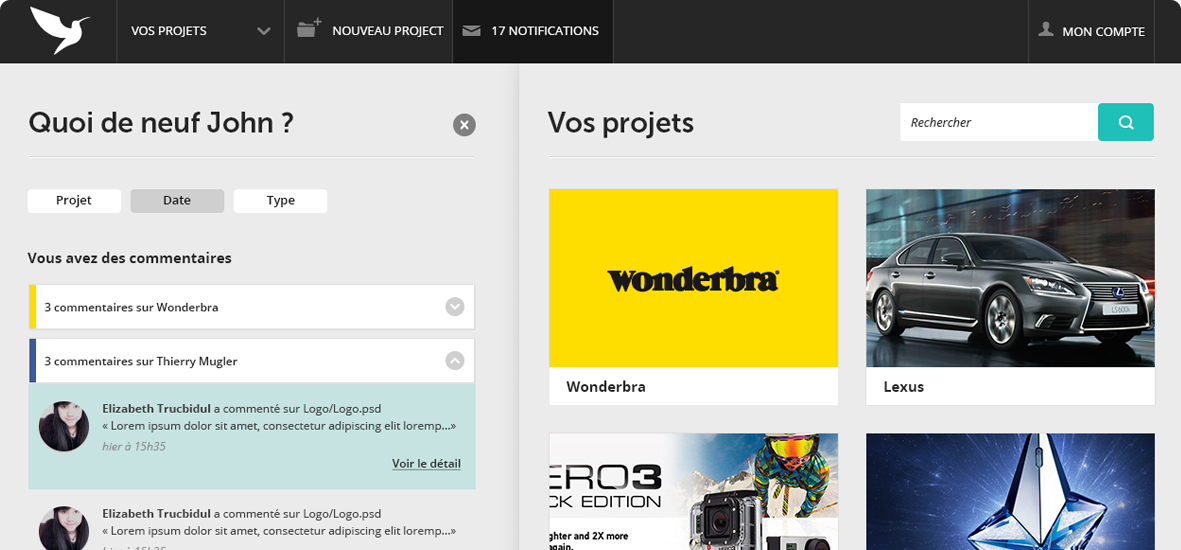 VOS PROJETS
NOUVEAU PROJECT
17 NOTIFICATIONS
MON COMPTE
Quoi de neuf John ?
Projet
Date
Type
Vous avez des commentaires
3 commentaires sur Wonderbra
3 commentaires sur Thierry Mugler
Elizabeth Trucbidul a commenté sur Logo/Logo.psd
« Lorem ipsum dolor sit amet, consectetur adipiscing elit loremp...»
hier à 15h35
Voir le détail
Elizabeth Trucbidul a commenté sur Logo/Logo.psd
« Lorem ipsum dolor sit amet, consectetur adipiscing elit loremp...»
hier à 15h35
Vos projets
Rechercher
wonderbra
Wonderbra
LS600h
Lexus
ERO3
CK EDITION
ghter and 2X more
again.